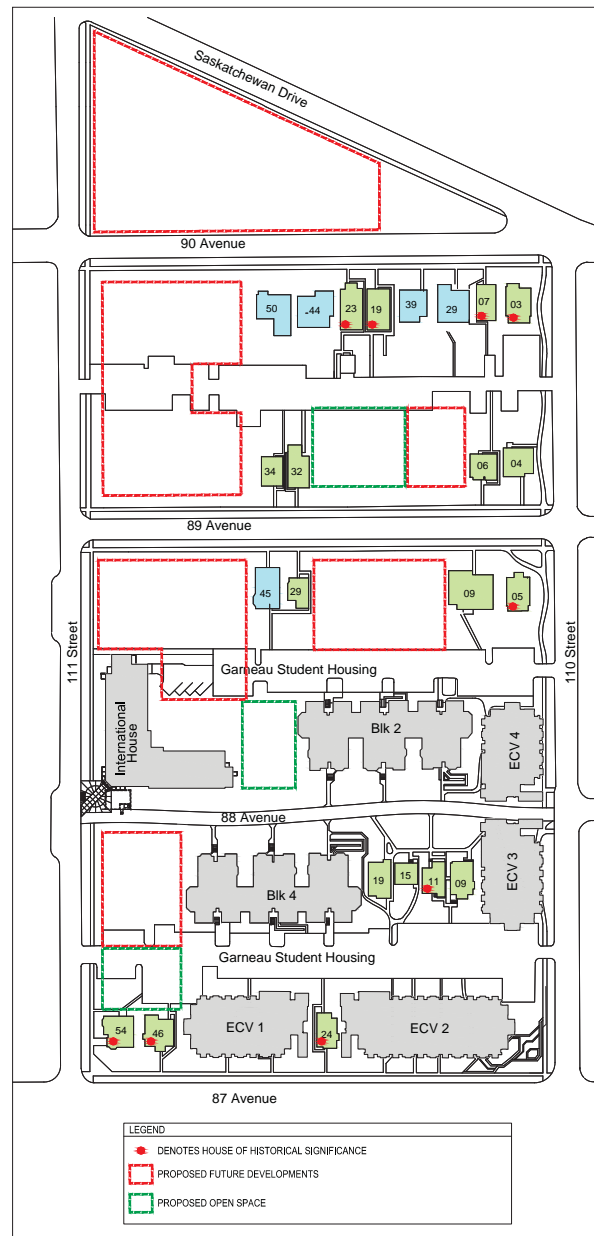 Saskatchewan Drive
90 Avenue
50
-44
23
19
39
29
07
03
34
32
06
04
89 Avenue
45
29
09
05
111 Street
110 Street
Garneau Student Housing
International
House
Blk 2
ECV 4
88 Avenue
19
15
11
09
ECV 3
Blk 4
Garneau Student Housing
54
46
ECV 1
24
ECV 2
87 Avenue
LEGEND
DENOTES HOUSE OF HISTORICAL SIGNIFICANCE
PROPOSED FUTURE DEVELOPMENTS
PROPOSED OPEN SPACE